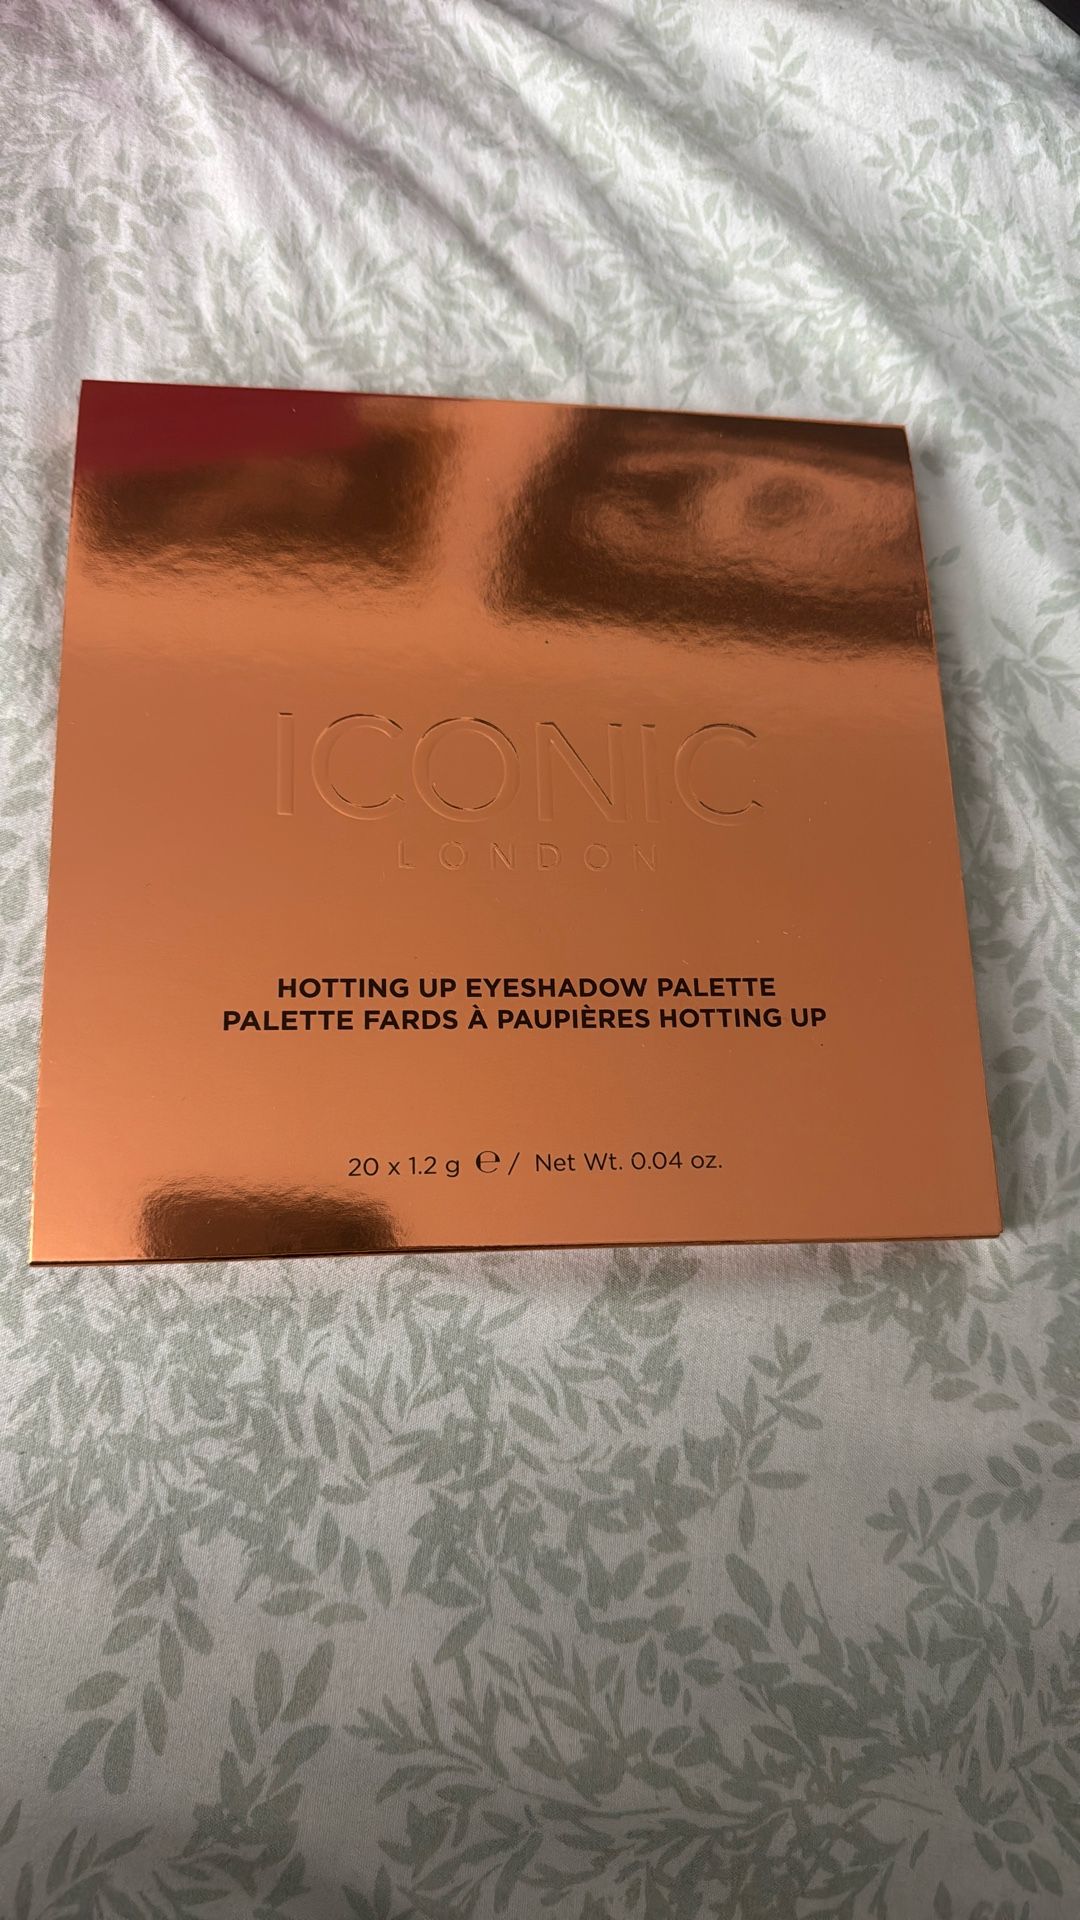 ICONIC
LONDON
HOTTING UP EYESHADOW PALETTE
PALETTE FARDS À PAUPIÈRES HOTTING UP
20 x 1.2 g ℮ / Net Wt. 0.04 oz.